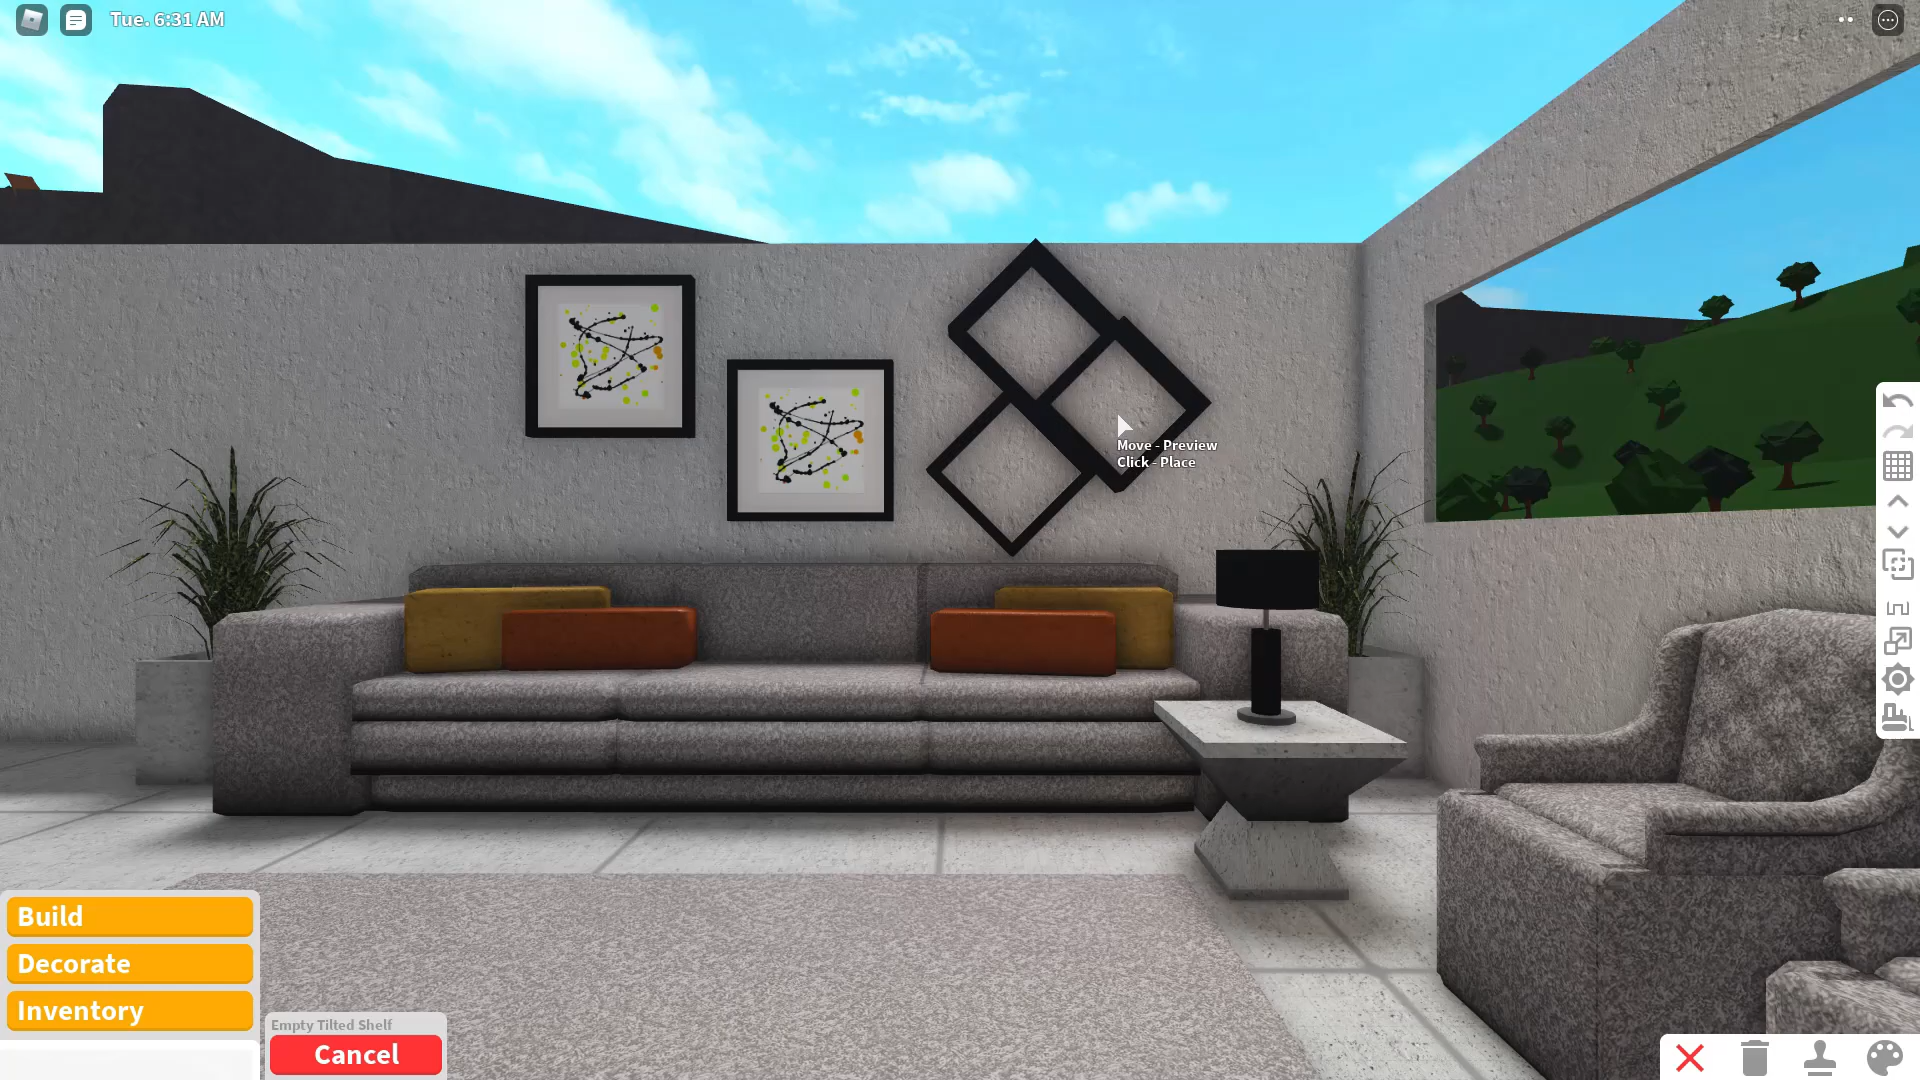 Tue. 6:31 AM
Move - Preview
Click - Place
Build
Decorate
Inventory
Empty Tilted Shelf
Cancel